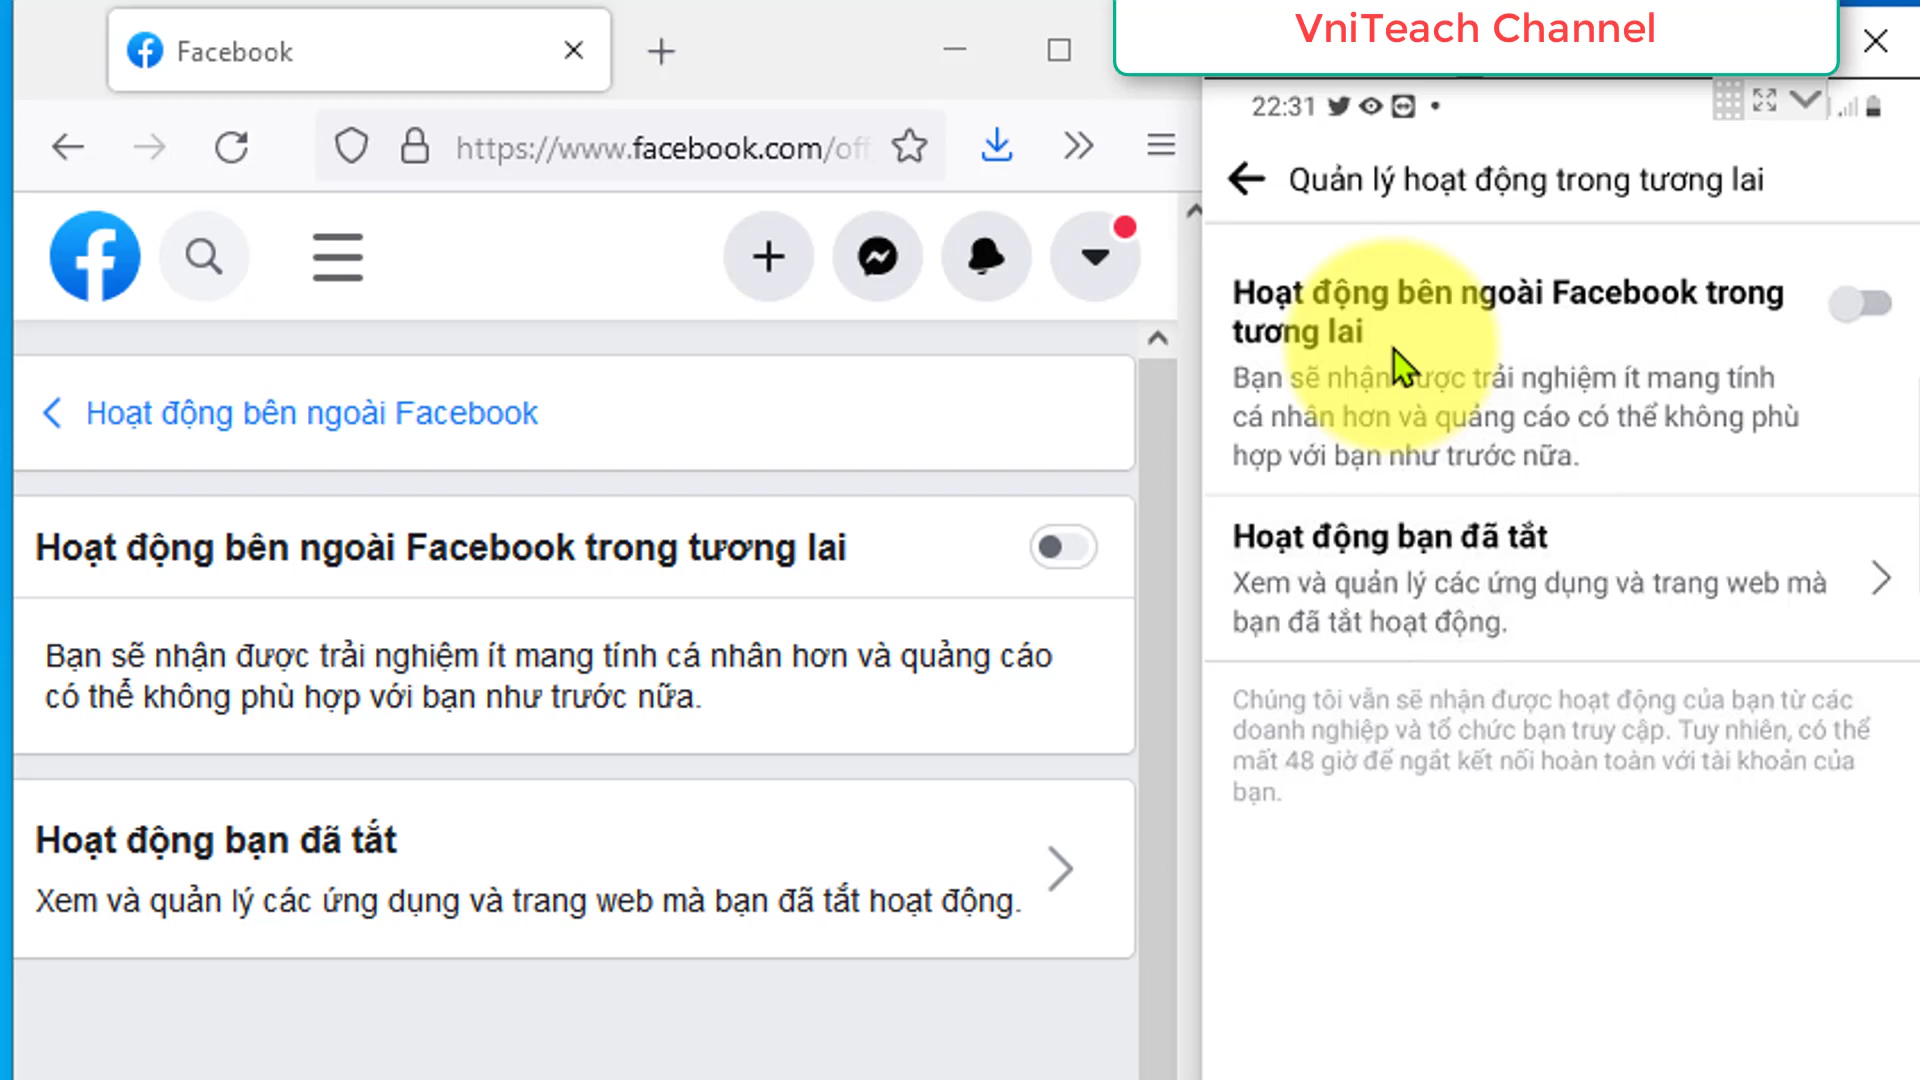 VniTeach Channel
Facebook
https://www.facebook.com/off
Hoạt động bên ngoài Facebook
Hoạt động bên ngoài Facebook trong tương lai
Bạn sẽ nhận được trải nghiệm ít mang tính cá nhân hơn và quảng cáo
có thể không phù hợp với bạn như trước nữa.
Hoạt động bạn đã tắt
Xem và quản lý các ứng dụng và trang web mà bạn đã tắt hoạt động.
22:31
Quản lý hoạt động trong tương lai
Hoạt động bên ngoài Facebook trong
tương lai
Bạn sẽ nhận được trải nghiệm ít mang tính
cá nhân hơn và quảng cáo có thể không phù
hợp với bạn như trước nữa.
Hoạt động bạn đã tắt
Xem và quản lý các ứng dụng và trang web mà
bạn đã tắt hoạt động.
Chúng tôi vẫn sẽ nhận được hoạt động của bạn từ các
doanh nghiệp và tổ chức bạn truy cập. Tuy nhiên, có thể
mất 48 giờ để ngắt kết nối hoàn toàn với tài khoản của
bạn.